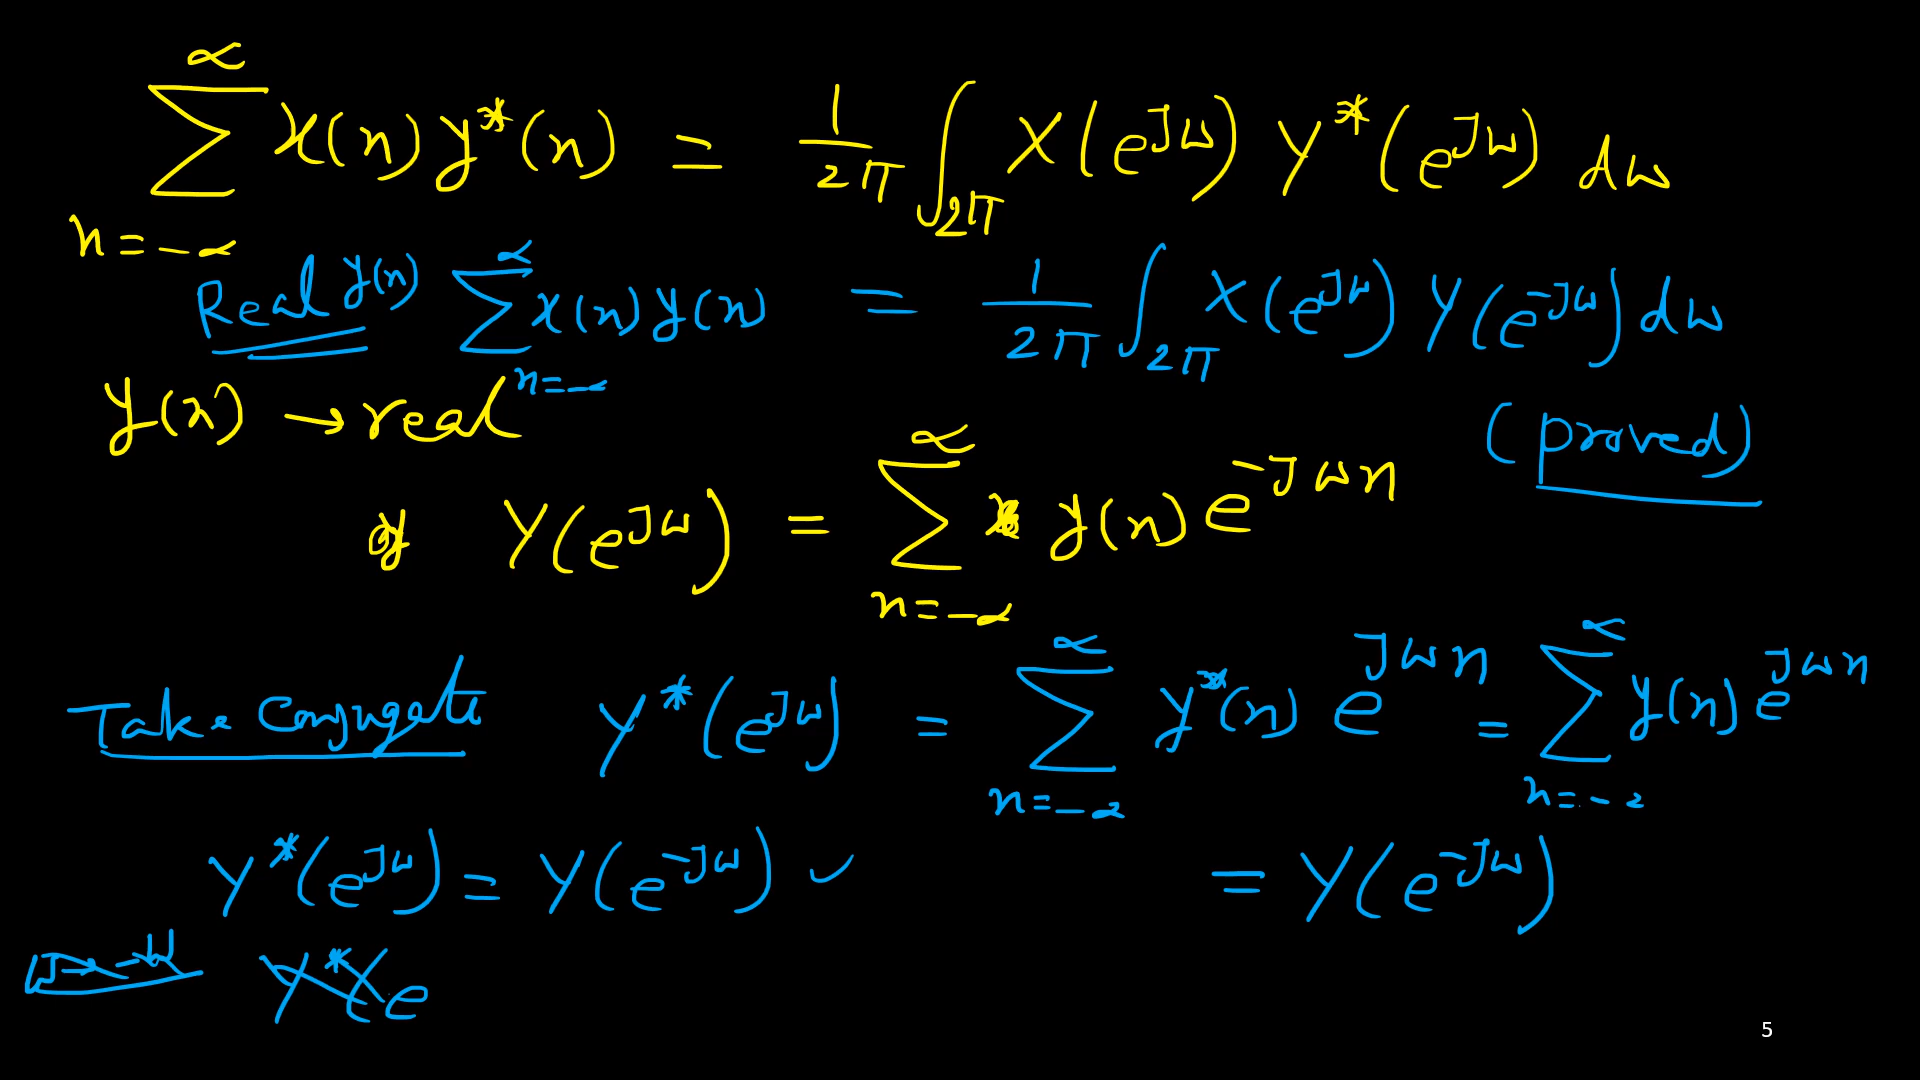 ∑_{n=-∝}^{∝} x(n) y*(n) = 1/2π ∫_{2π} X(e^{jω}) Y*(e^{jω}) dω
Real y(n) ∑_{n=-∝}^{∝} x(n) y(n) = 1/2π ∫_{2π} X(e^{jω}) Y(e^{-jω}) dω
y(n) → real
(proved)
Y(e^{jω}) = ∑_{n=-∝}^{∝} y(n) e^{-jωn}
Take Conjugate Y*(e^{jω}) = ∑_{n=-∝}^{∝} y*(n) e^{jωn} = ∑_{n=-∝}^{∝} y(n) e^{jωn}
Y*(e^{jω}) = Y(e^{-jω}) ✓ = Y(e^{-jω})
Y*(e
5